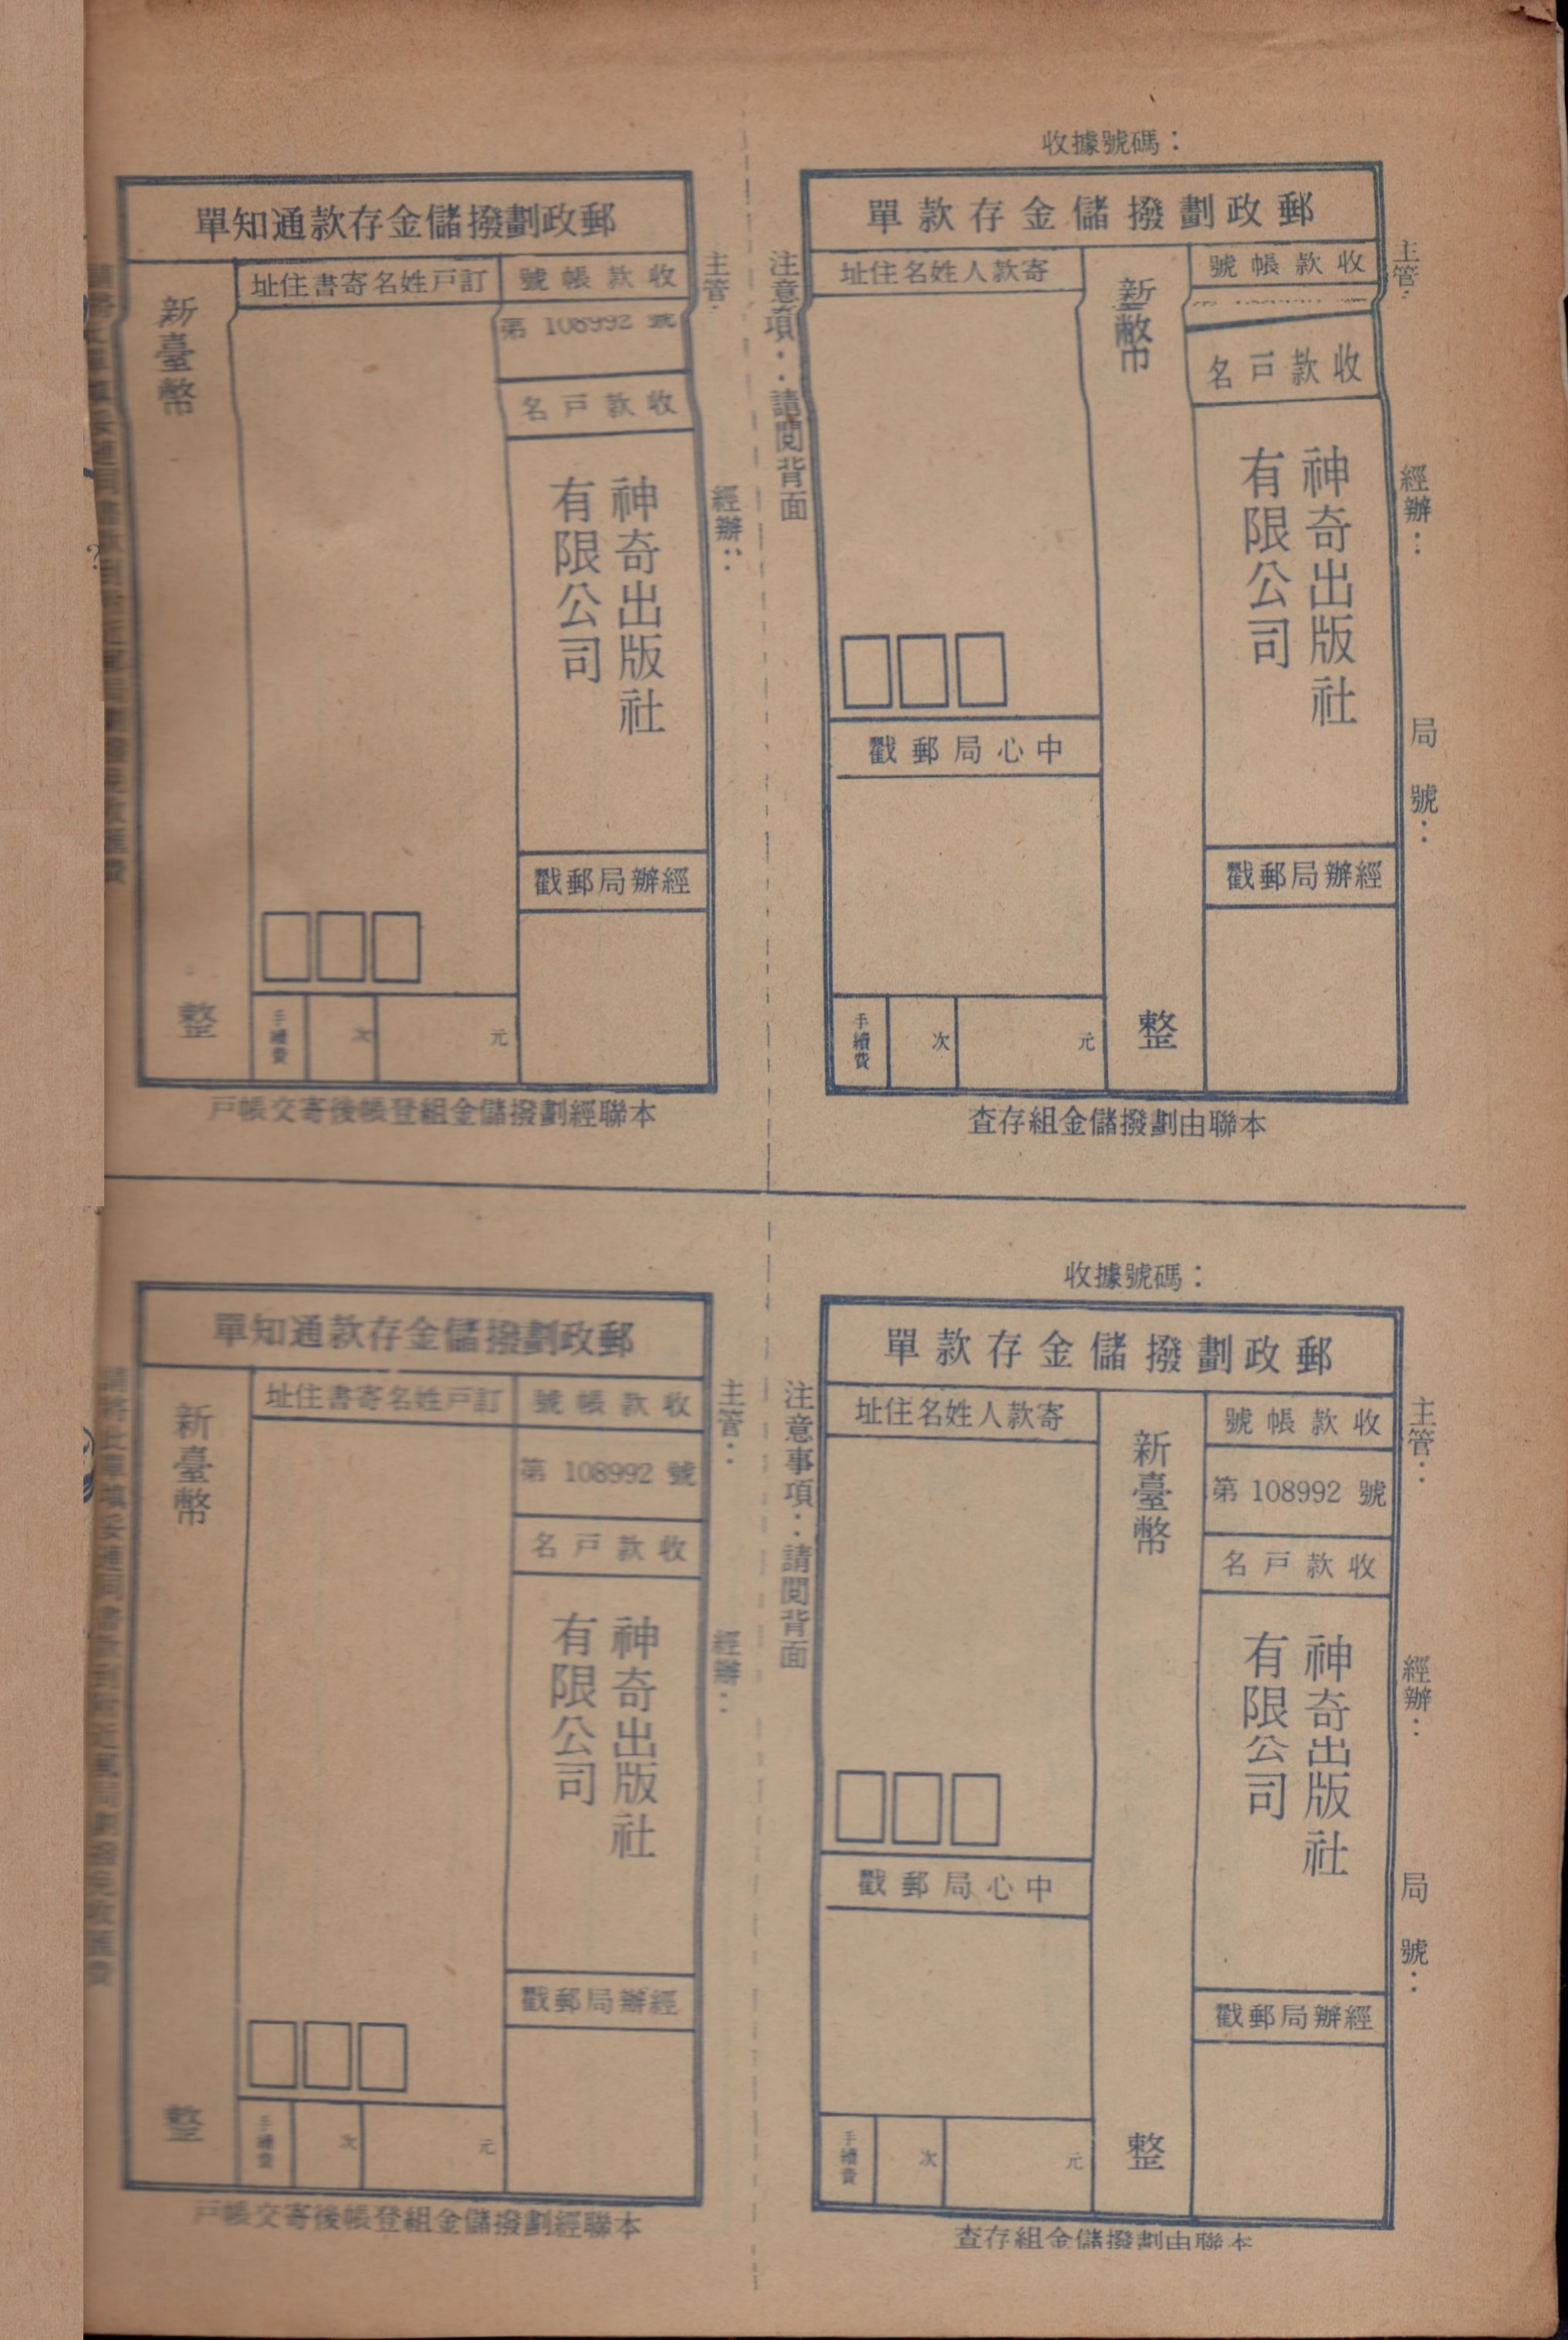 收據號碼：
郵政劃撥儲金存款單
收款帳號
收款戶名
神奇出版社
有限公司
經辦局郵戳
新
幣
整
寄款人姓名住址
中心局郵戳
手續費
次
元
主管：
經辦：
局號：
本聯由劃撥儲金組存查
注意
項：請閱背面
郵政劃撥儲金存款通知單
收款帳號
第 108992 號
收款戶名
神奇出版社
有限公司
經辦局郵戳
訂戶姓名寄書住址
手續費
次
元
新臺幣
整
主管：
經辦：
本聯經劃撥儲金組登帳後寄交帳戶
收據號碼：
郵政劃撥儲金存款單
收款帳號
第 108992 號
收款戶名
神奇出版社
有限公司
經辦局郵戳
新臺幣
整
寄款人姓名住址
中心局郵戳
手續費
次
元
主管：
經辦：
局號：
本聯由劃撥儲金組存查
注意事項：請閱背面
郵政劃撥儲金存款通知單
收款帳號
第 108992 號
收款戶名
神奇出版社
有限公司
經辦局郵戳
訂戶姓名寄書住址
手續費
次
元
新臺幣
整
主管：
經辦：
本聯經劃撥儲金組登帳後寄交帳戶